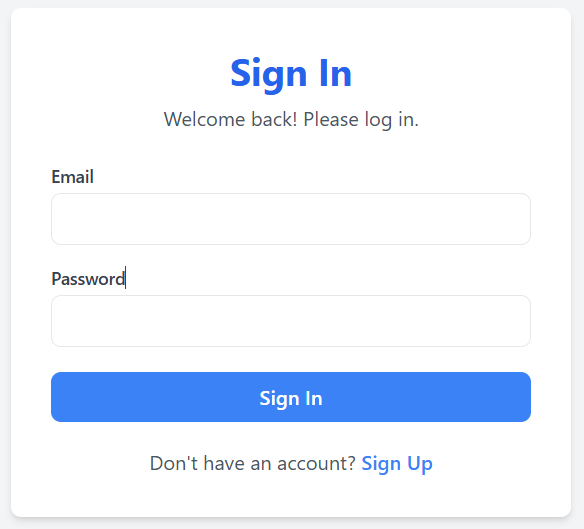 Sign In
Welcome back! Please log in.
Email
Password
Sign In
Don't have an account? Sign Up